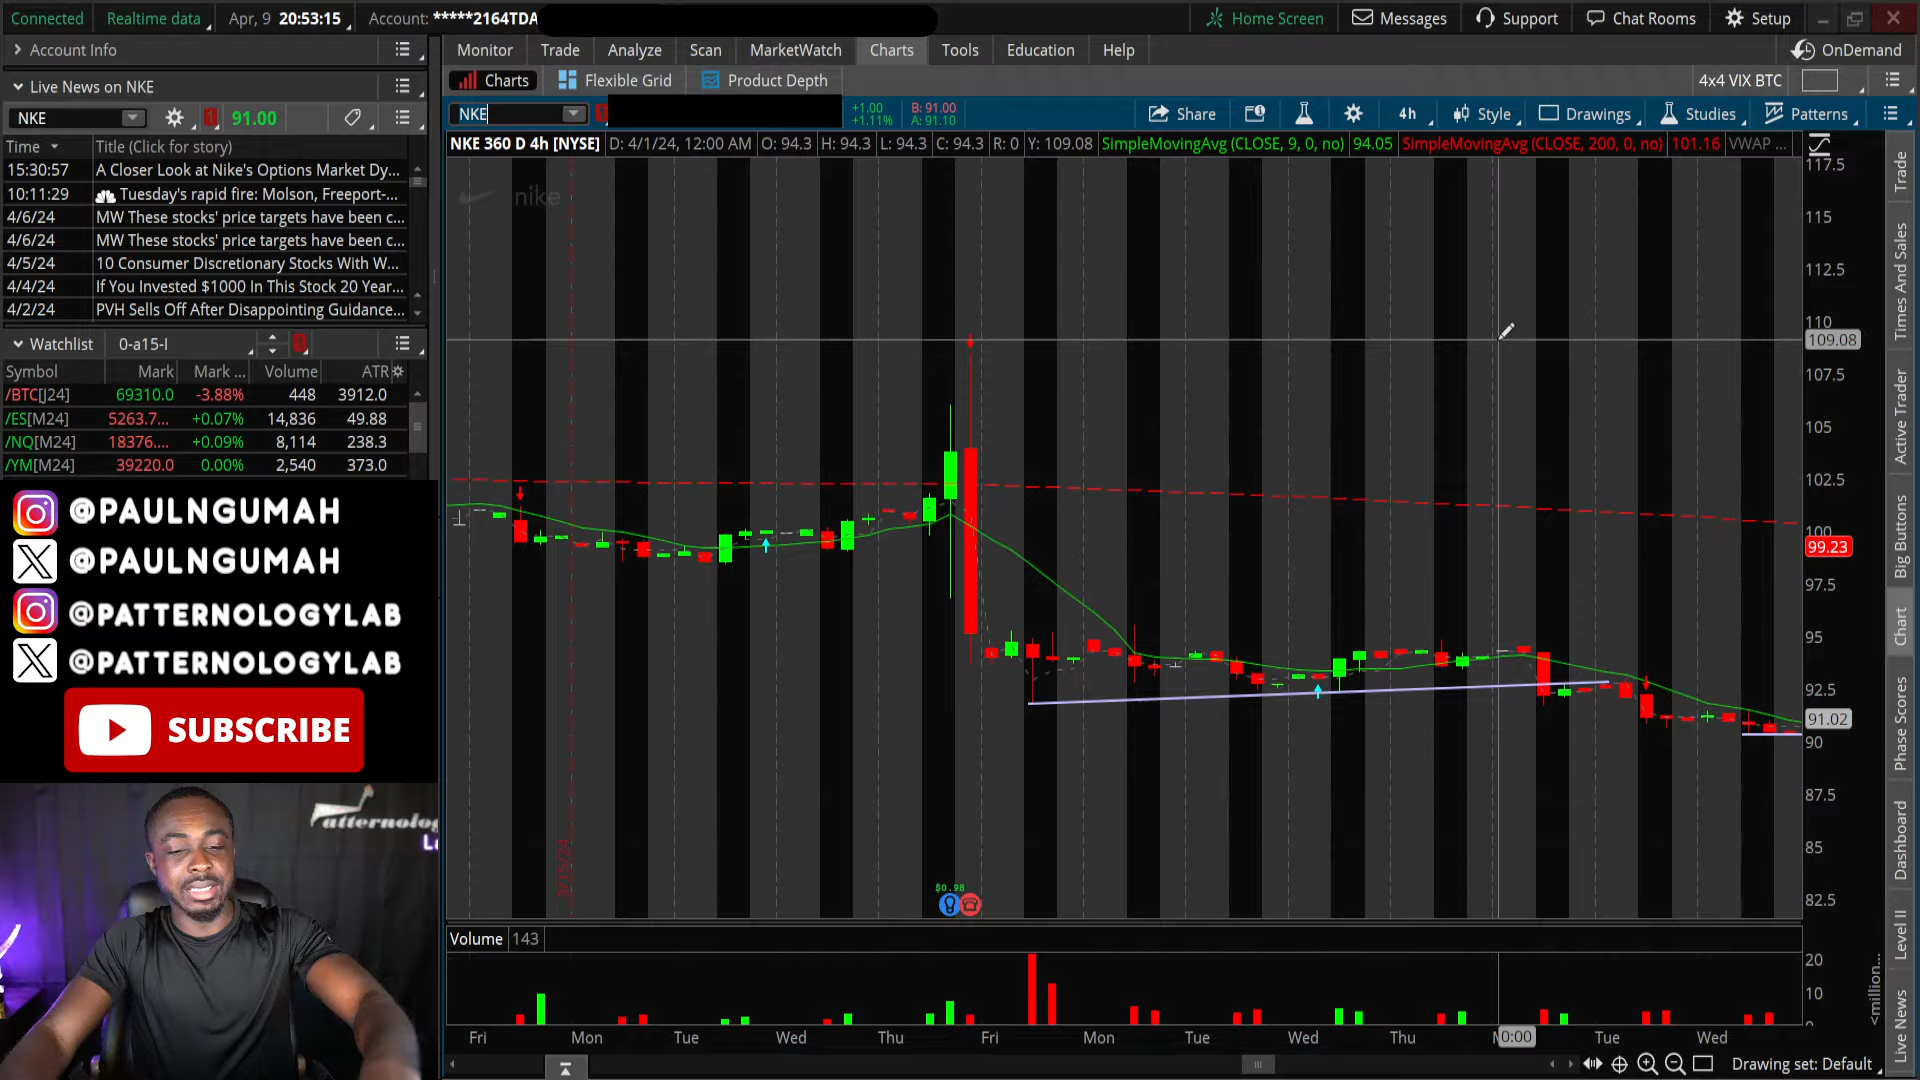 Connected
Realtime data
Apr, 9 20:53:15
Account: *****2164TDA
Home Screen
Messages
Support
Chat Rooms
Setup
Account Info
Monitor
Trade
Analyze
Scan
MarketWatch
Charts
Tools
Education
Help
OnDemand
Live News on NKE
Charts
Flexible Grid
Product Depth
4x4 VIX BTC
NKE
91.00
NKE
+1.00
+1.11%
B: 91.00
A: 91.10
Share
4h
Style
Drawings
Studies
Patterns
Time Title (Click for story)
15:30:57 A Closer Look at Nike's Options Market Dy...
10:11:29 Tuesday's rapid fire: Molson, Freeport-...
4/6/24 MW These stocks' price targets have been c...
4/6/24 MW These stocks' price targets have been c...
4/5/24 10 Consumer Discretionary Stocks With W...
4/4/24 If You Invested $1000 In This Stock 20 Year...
4/2/24 PVH Sells Off After Disappointing Guidance...
Watchlist 0-a15-I
Symbol Mark Mark ... Volume ATR
/BTC[J24] 69310.0 -3.88% 448 3912.0
/ES[M24] 5263.7... +0.07% 14,836 49.88
/NQ[M24] 18376.... +0.09% 8,114 238.3
/YM[M24] 39220.0 0.00% 2,540 373.0
@PAULNGUMAH
@PAULNGUMAH
@PATTERNOLOGYLAB
@PATTERNOLOGYLAB
SUBSCRIBE
NKE 360 D 4h [NYSE] D: 4/1/24, 12:00 AM O: 94.3 H: 94.3 L: 94.3 C: 94.3 R: 0 Y: 109.08 SimpleMovingAvg (CLOSE, 9, 0, no) 94.05 SimpleMovingAvg (CLOSE, 200, 0, no) 101.16 VWAP ...
nike
117.5
115
112.5
110
109.08
107.5
105
102.5
100
99.23
97.5
95
92.5
91.02
90
87.5
85
82.5
3/15/24
$0.98
Volume 143
20
10
<million...
Fri Mon Tue Wed Thu Fri Mon Tue Wed Thu 0:00 Tue Wed
Drawing set: Default
Trade
Times And Sales
Active Trader
Big Buttons
Chart
Phase Scores
Dashboard
Level II
Live News